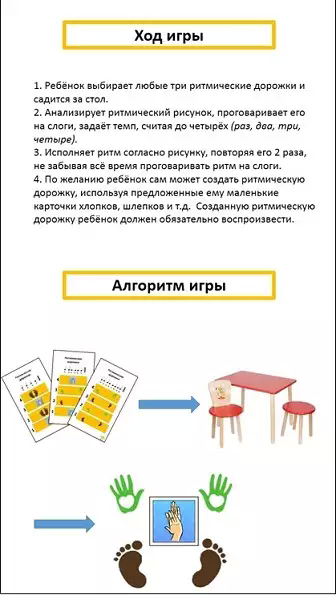 Ход игры
1. Ребёнок выбирает любые три ритмические дорожки и
садится за стол.
2. Анализирует ритмический рисунок, проговаривает его
на слоги, задаёт темп, считая до четырёх (раз, два, три,
четыре).
3. Исполняет ритм согласно рисунку, повторяя его 2 раза,
не забывая всё время проговаривать ритм на слоги.
4. По желанию ребёнок сам может создать ритмическую
дорожку, используя предложенные ему маленькие
карточки хлопков, шлепков и т.д. Созданную ритмическую
дорожку ребёнок должен обязательно воспроизвести.
Алгоритм игры